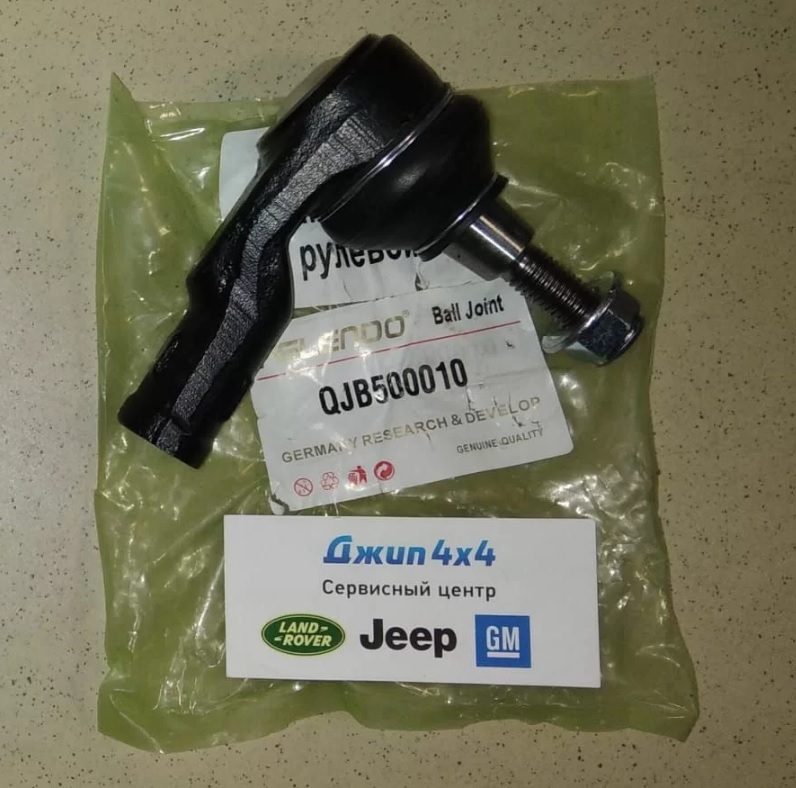 рулевой
Ball Joint
QJB500010
GERMANY RESEARCH & DEVELOP
GENUINE QUALITY
Джип 4x4
Сервисный центр
LAND-
-ROVER
Jeep
GM